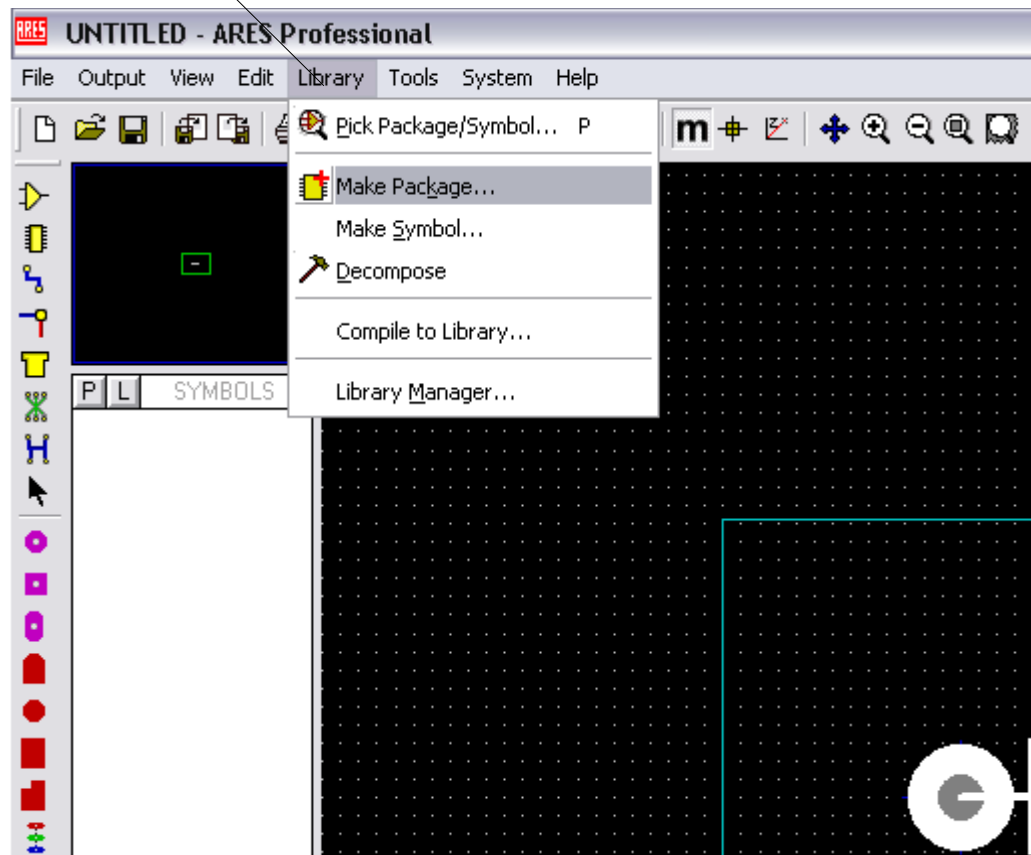 ARES UNTITLED - ARES Professional
File Output View Edit Library Tools System Help
Pick Package/Symbol... P
m
Make Package...
Make Symbol...
Decompose
Compile to Library...
P L SYMBOLS
Library Manager...